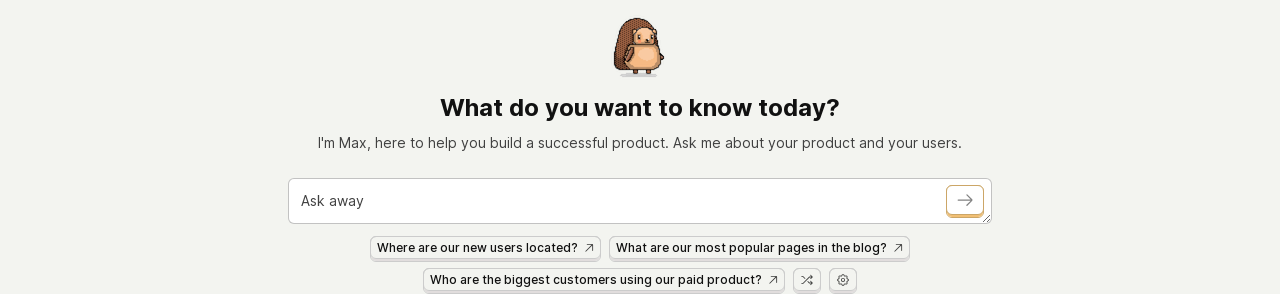 What do you want to know today?
I'm Max, here to help you build a successful product. Ask me about your product and your users.
Ask away
Where are our new users located?
What are our most popular pages in the blog?
Who are the biggest customers using our paid product?